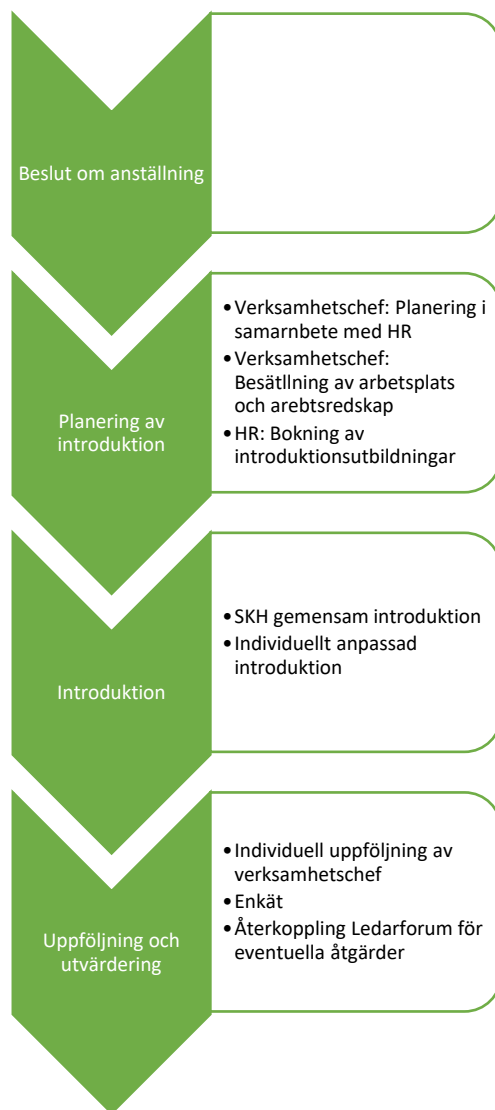 Beslut om anställning
Planering av
introduktion
•Verksamhetschef: Planering i
samarnbete med HR
•Verksamhetschef:
Besätllning av arbetsplats
och arebtsredskap
•HR: Bokning av
introduktionsutbildningar
Introduktion
•SKH gemensam introduktion
•Individuellt anpassad
introduktion
Uppföljning och
utvärdering
•Individuell uppföljning av
verksamhetschef
•Enkät
•Återkoppling Ledarforum för
eventuella åtgärder